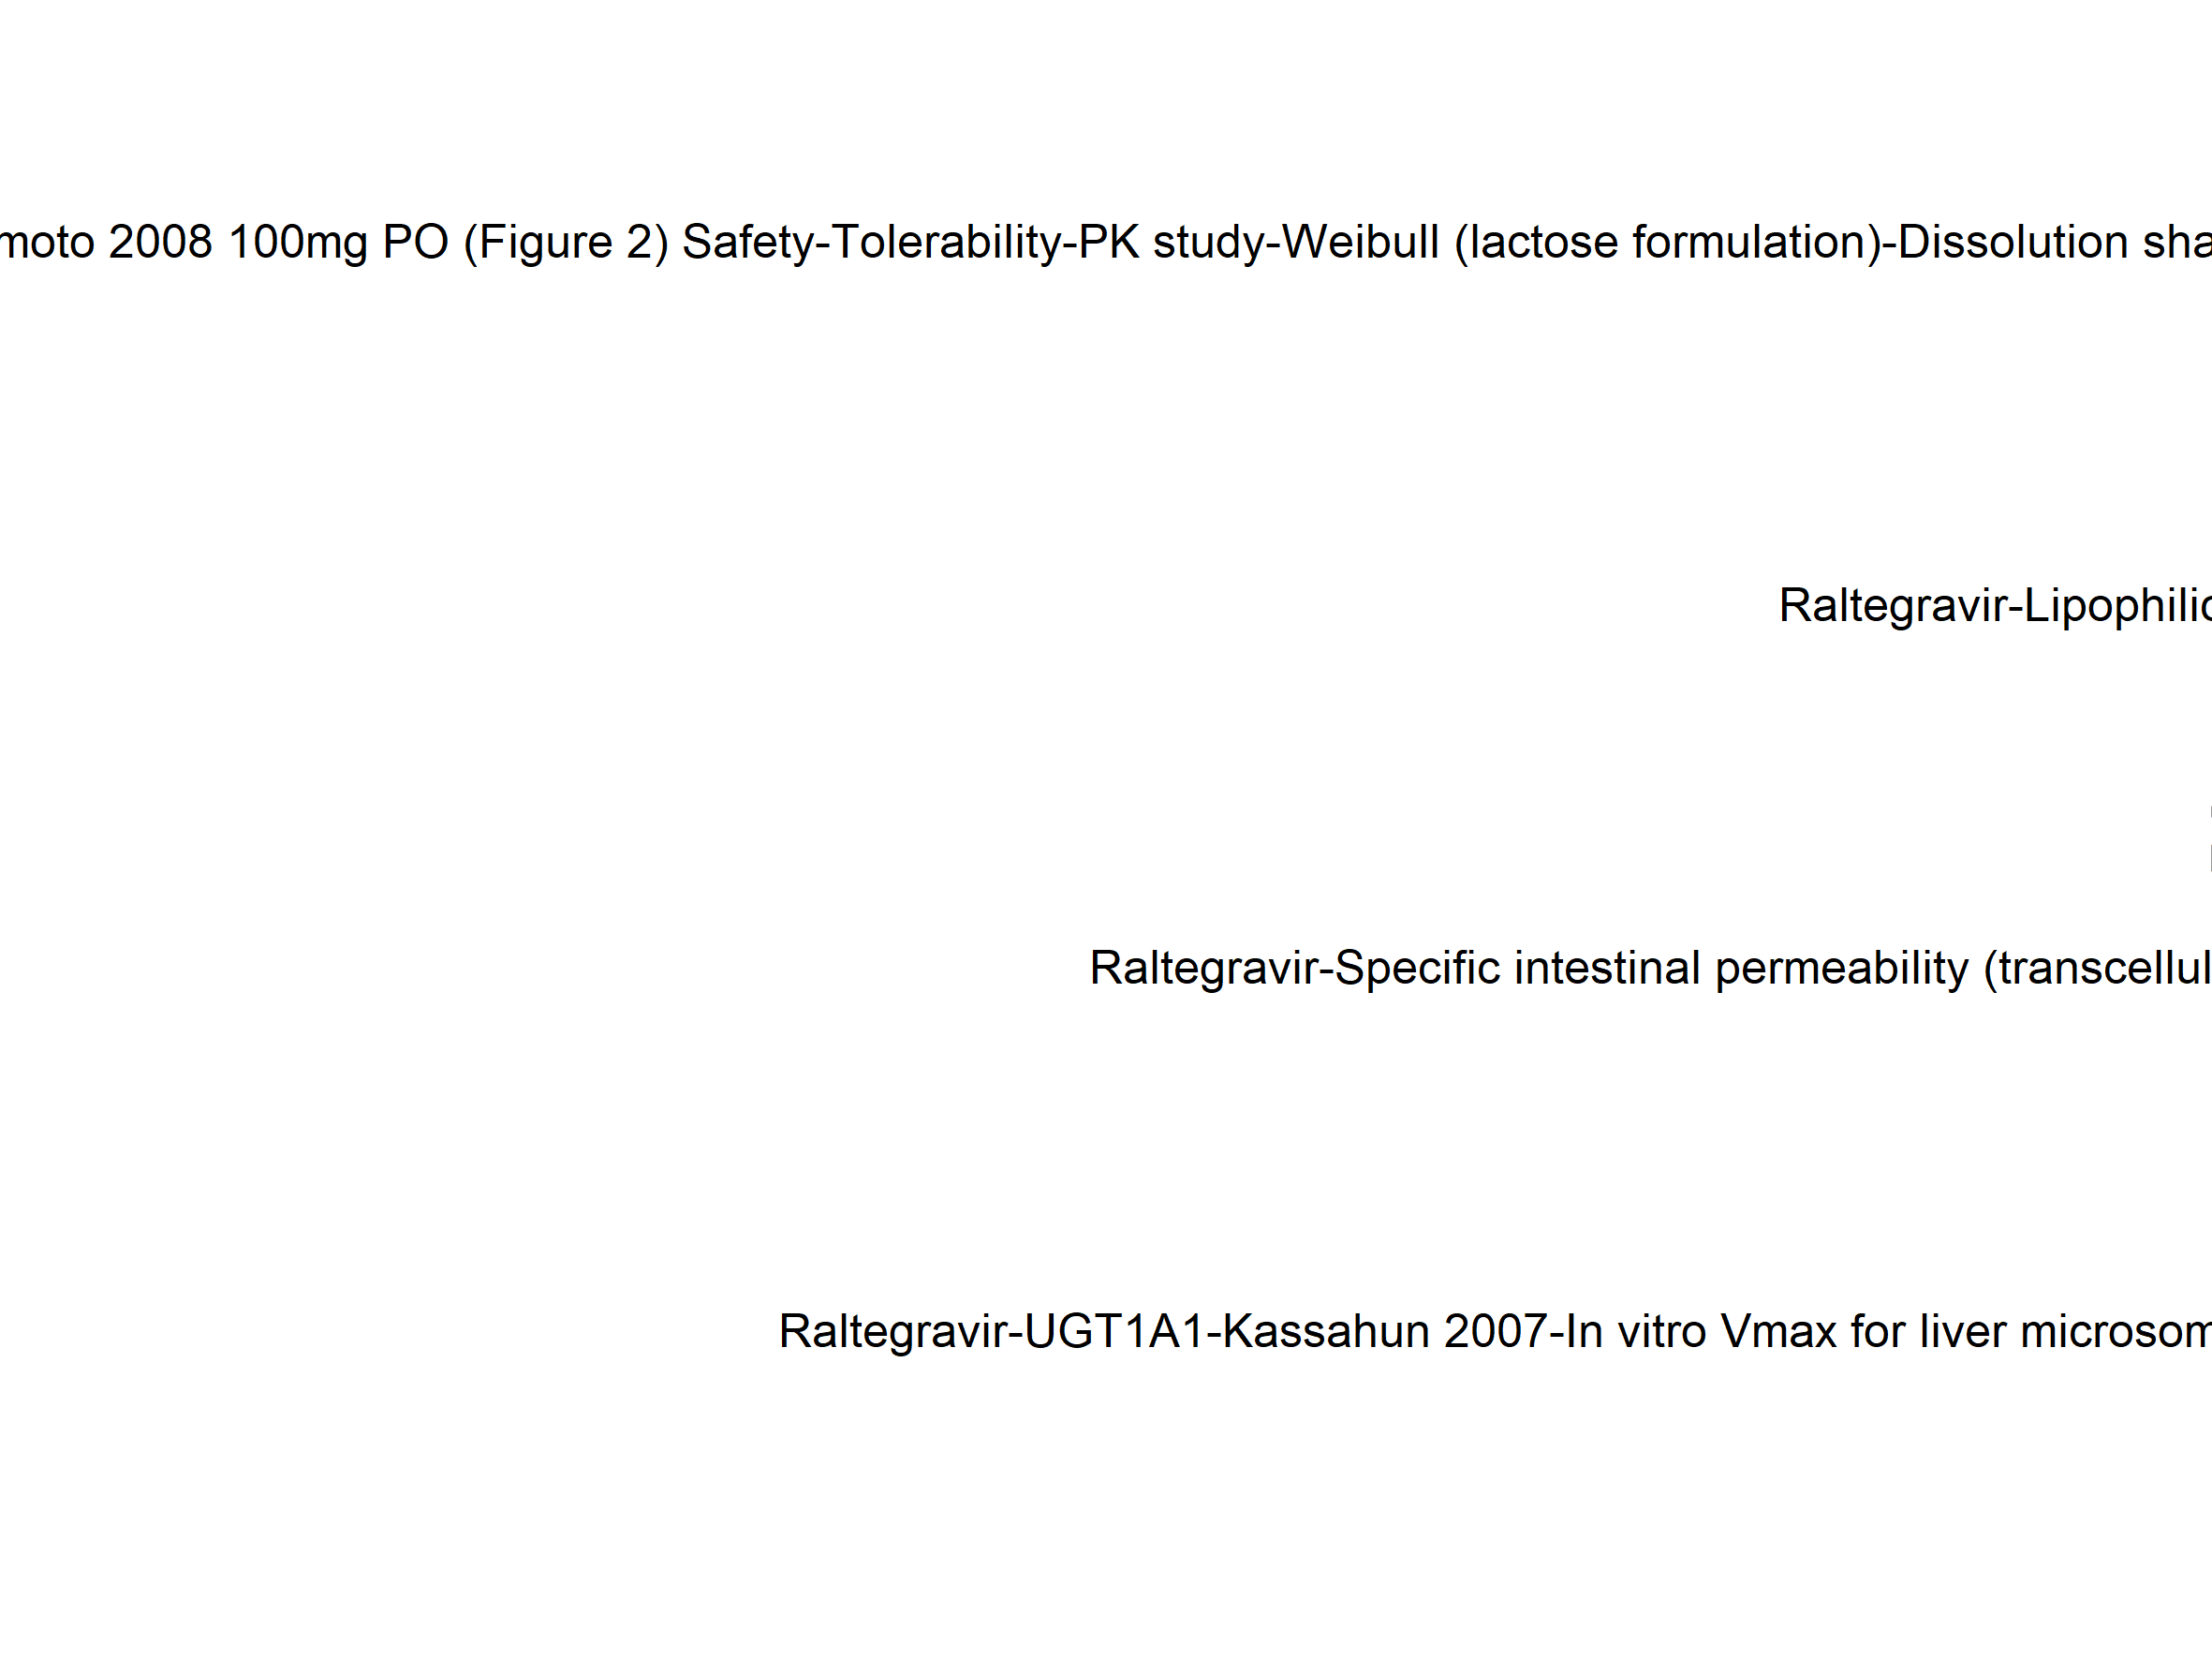 moto 2008 100mg PO (Figure 2) Safety-Tolerability-PK study-Weibull (lactose formulation)-Dissolution sha
Raltegravir-Lipophilic
Raltegravir-Specific intestinal permeability (transcellul
Raltegravir-UGT1A1-Kassahun 2007-In vitro Vmax for liver microsom